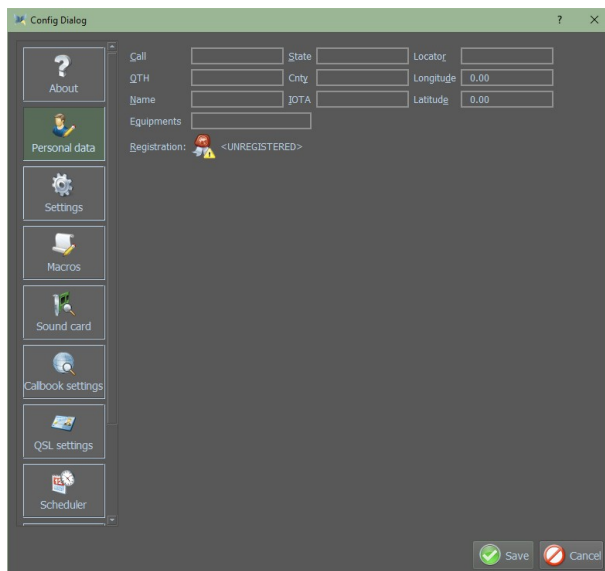 Config Dialog
?
About
Personal data
Settings
Macros
Sound card
Callbook settings
QSL settings
Scheduler
Call State Locator
QTH Cnty Longitude 0.00
Name IOTA Latitude 0.00
Equipments
Registration: <UNREGISTERED>
Save Cancel